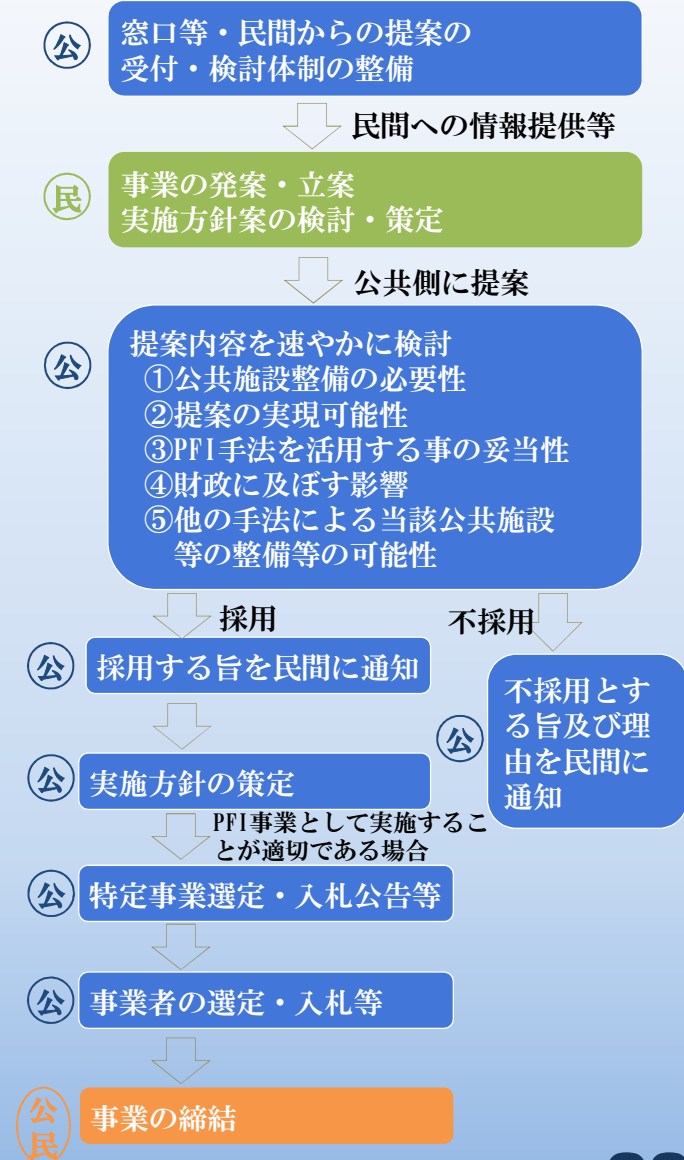 公
窓口等・民間からの提案の
受付・検討体制の整備
民間への情報提供等
民
事業の発案・立案
実施方針案の検討・策定
公共側に提案
公
提案内容を速やかに検討
①公共施設整備の必要性
②提案の実現可能性
③PFI手法を活用する事の妥当性
④財政に及ぼす影響
⑤他の手法による当該公共施設
等の整備等の可能性
採用
不採用
公
採用する旨を民間に通知
公
不採用とす
る旨及び理
由を民間に
通知
公
実施方針の策定
PFI事業として実施するこ
とが適切である場合
公
特定事業選定・入札公告等
公
事業者の選定・入札等
公
民
事業の締結